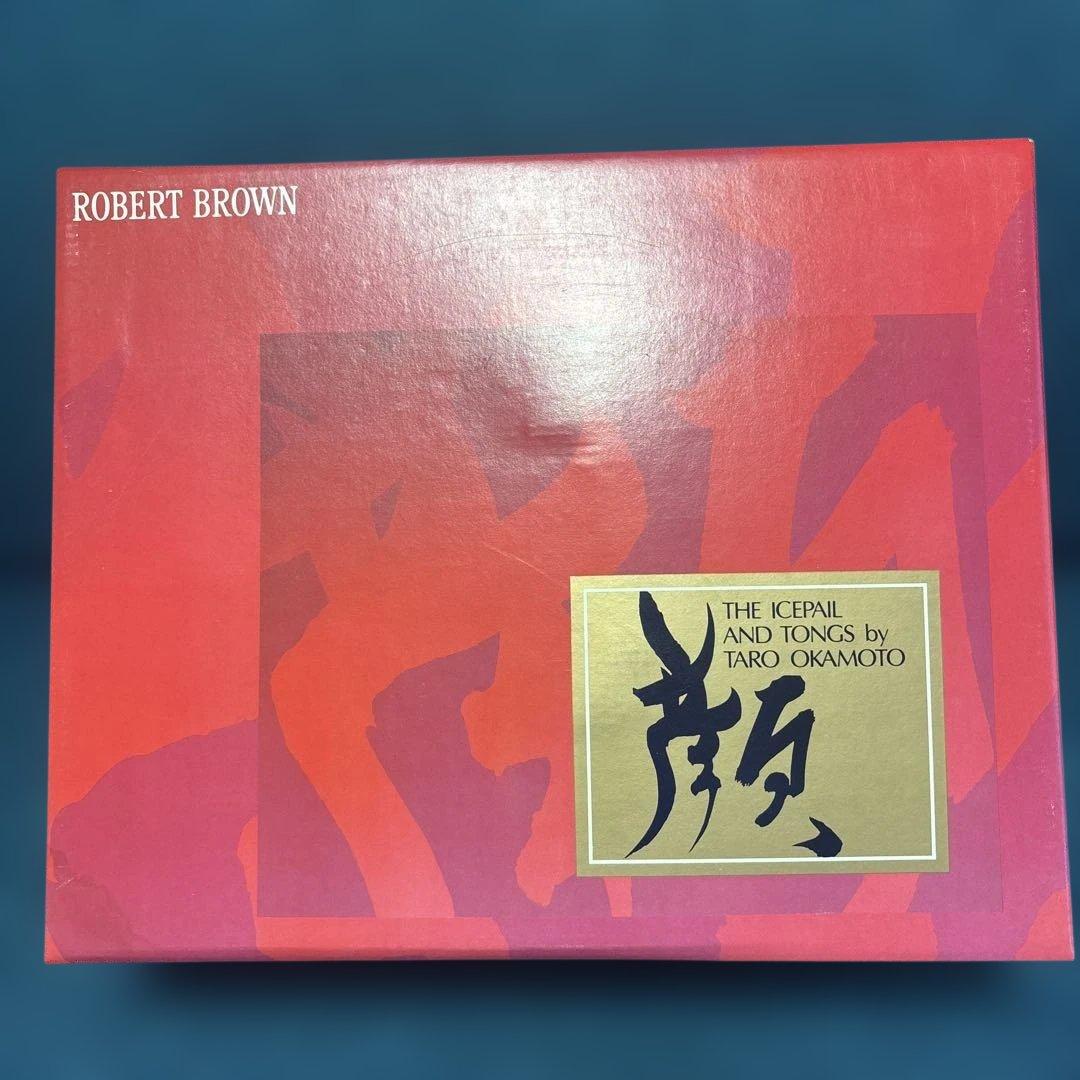 ROBERT BROWN
THE ICEPAIL
AND TONGS by
TARO OKAMOTO
顔